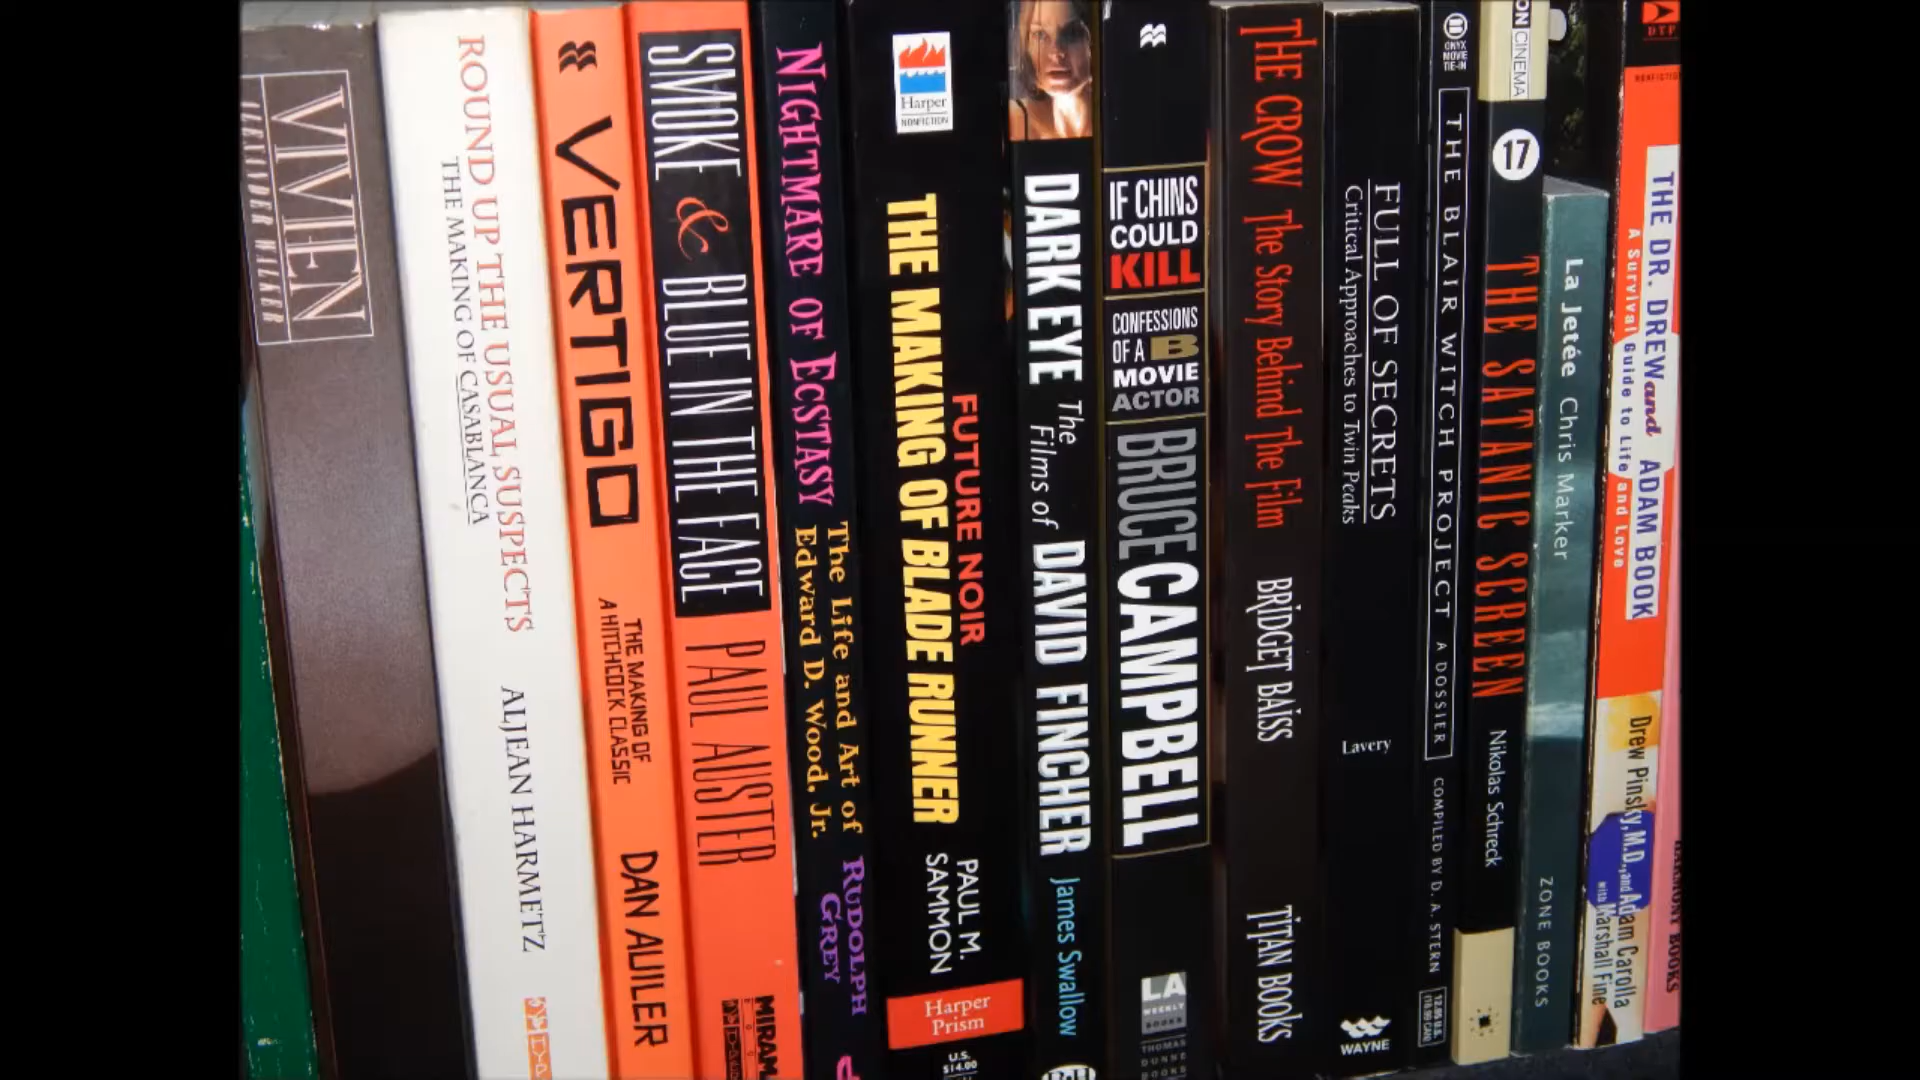 VIVIEN
ALEXANDER WALKER
ROUND UP THE USUAL SUSPECTS
THE MAKING OF CASABLANCA
ALJEAN HARMETZ
VERTIGO
THE MAKING OF
A HITCHCOCK CLASSIC
DAN AUILER
SMOKE & BLUE IN THE FACE
PAUL AUSTER
MIRAM
NIGHTMARE OF ECSTASY
The Life and Art of
Edward D. Wood, Jr.
RUDOLPH
GREY
Harper
NONFICTION
FUTURE NOIR
THE MAKING OF BLADE RUNNER
PAUL M.
SAMMON
Harper
Prism
U.S.
$14.00
DARK EYE The
Films of DAVID FINCHER
James Swallow
IF CHINS
COULD
KILL
CONFESSIONS
OF A B
MOVIE
ACTOR
BRUCE CAMPBELL
LA
WEEKLY
BOOKS
THOMAS
DUNNE
BOOKS
THE CROW The Story Behind The Film
BRIDGET BAISS
TITAN BOOKS
FULL OF SECRETS
Critical Approaches to Twin Peaks
Lavery
WAYNE
ONYX
MOVIE
TIE-IN
THE BLAIR WITCH PROJECT A DOSSIER
COMPILED BY D. A. STERN
12.95 U.S.
ON CINEMA
17
THE SATANIC SCREEN
Nikolas Schreck
La Jetée Chris Marker
ZONE BOOKS
DTP
NONFICTION
THE DR. DREW and ADAM BOOK
A Survival Guide to Life and Love
Drew Pinsky, M.D., and Adam Carolla
with Marshall Fine
HARMONY BOOKS